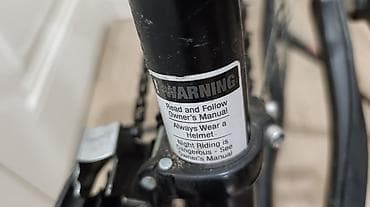 WARNING
Read and Follow
Owner's Manual
Always Wear a
Helmet
Night Riding is
Dangerous - See
Owner's Manual